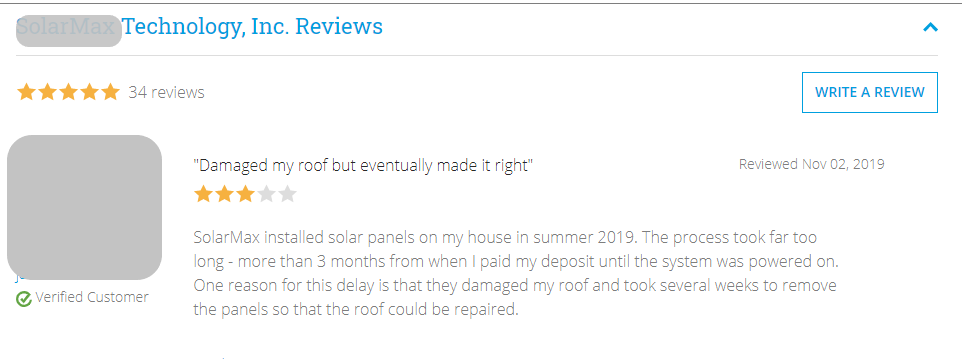 SolarMax Technology, Inc. Reviews
34 reviews
WRITE A REVIEW
"Damaged my roof but eventually made it right"
Reviewed Nov 02, 2019
SolarMax installed solar panels on my house in summer 2019. The process took far too
long - more than 3 months from when I paid my deposit until the system was powered on.
One reason for this delay is that they damaged my roof and took several weeks to remove
the panels so that the roof could be repaired.
Verified Customer